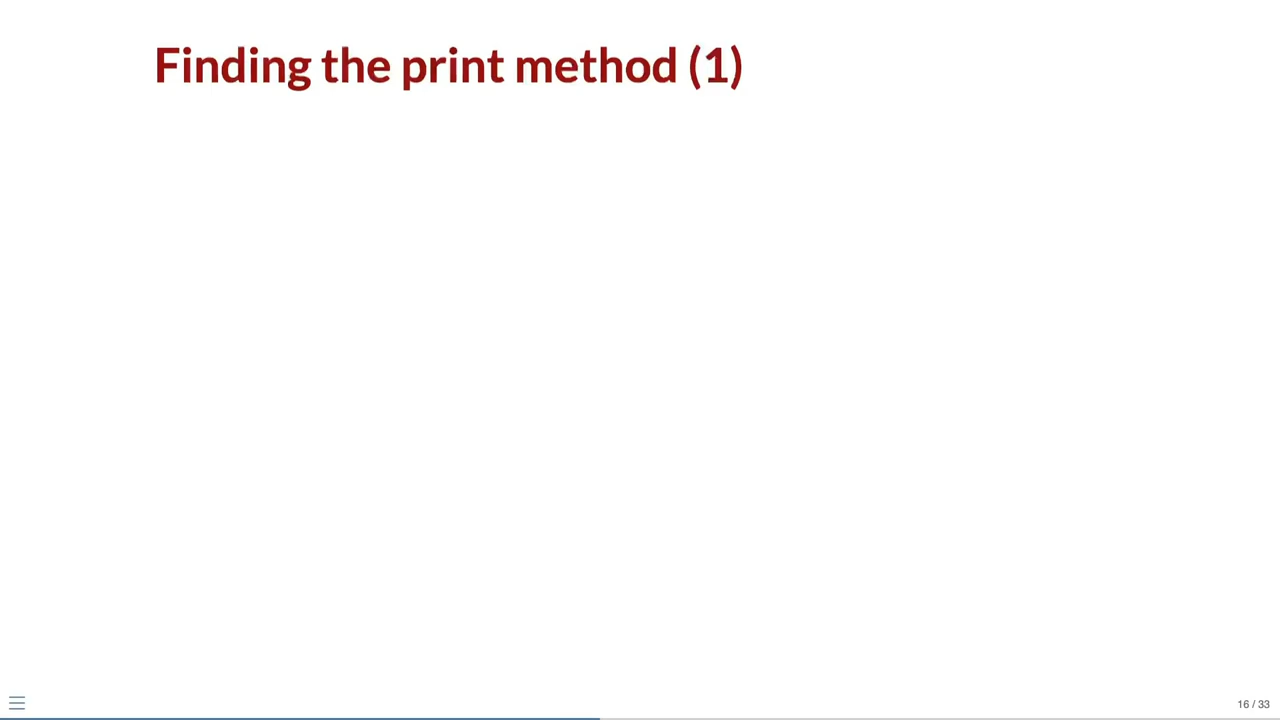 Finding the print method (1)
16 / 33